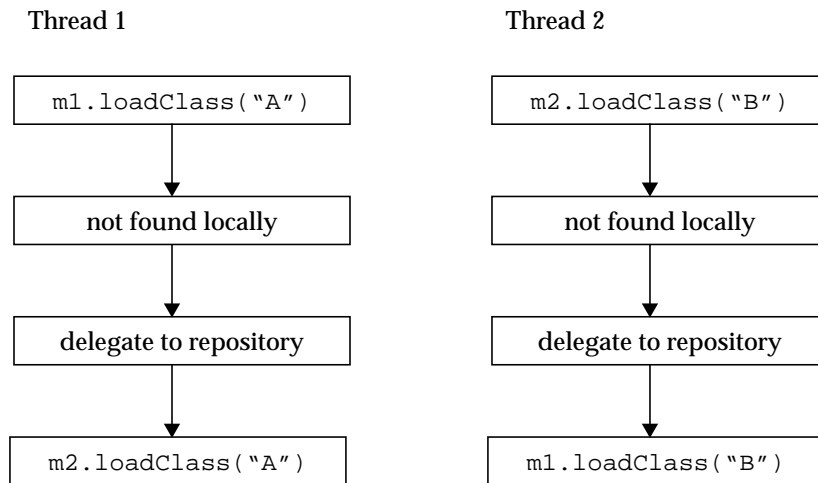 Thread 1
m1.loadClass(“A”)
not found locally
delegate to repository
m2.loadClass(“A”)
Thread 2
m2.loadClass(“B”)
not found locally
delegate to repository
m1.loadClass(“B”)